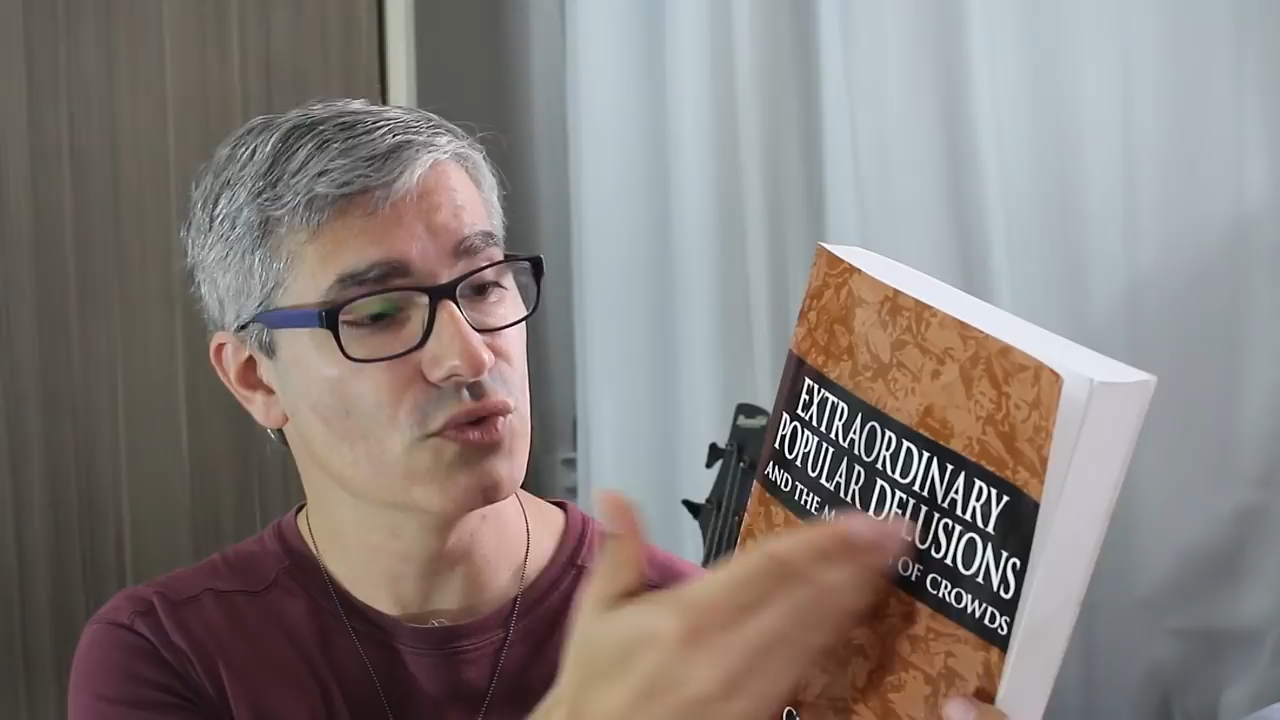 EXTRAORDINARY
POPULAR DELUSIONS
AND THE OF CROWDS